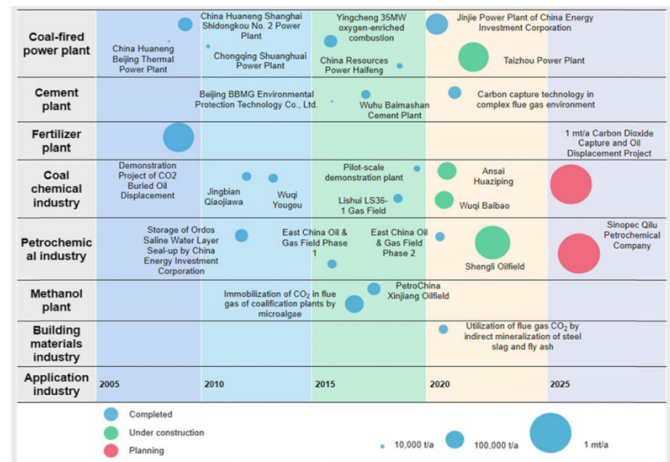 Coal-fired
power plant
China Huaneng Shanghai
Shidongkou No. 2 Power
Plant
China Huaneng
Beijing Thermal
Power Plant
Chongqing Shuanghuai
Power Plant
Yingcheng 35MW
oxygen-enriched
combustion
China Resources
Power Haifeng
Jinjie Power Plant of China Energy
Investment Corporation
Taizhou Power Plant
Cement
plant
Beijing BBMG Environmental
Protection Technology Co., Ltd.
Wuhu Baimashan
Cement Plant
Carbon capture technology in
complex flue gas environment
Fertilizer
plant
1 mt/a Carbon Dioxide
Capture and Oil
Displacement Project
Coal
chemical
industry
Demonstration
Project of CO2
Buried Oil
Displacement
Jingbian
Qiaojiawa
Wuqi
Yougou
Pilot-scale
demonstration plant
Lishui LS36-
1 Gas Field
Ansai
Huaziping
Wuqi Baibao
Petrochemic
al industry
Storage of Ordos
Saline Water Layer
Seal-up by China
Energy Investment
Corporation
East China Oil &
Gas Field Phase
1
East China Oil
& Gas Field
Phase 2
Shengli Oilfield
Sinopec Qilu
Petrochemical
Company
Methanol
plant
Immobilization of CO2 in flue
gas of coalification plants by
microalgae
PetroChina
Xinjiang Oilfield
Building
materials
industry
Utilization of flue gas CO2 by
indirect mineralization of steel
slag and fly ash
Application
industry
2005
2010
2015
2020
2025
Completed
Under construction
Planning
10,000 t/a
100,000 t/a
1 mt/a